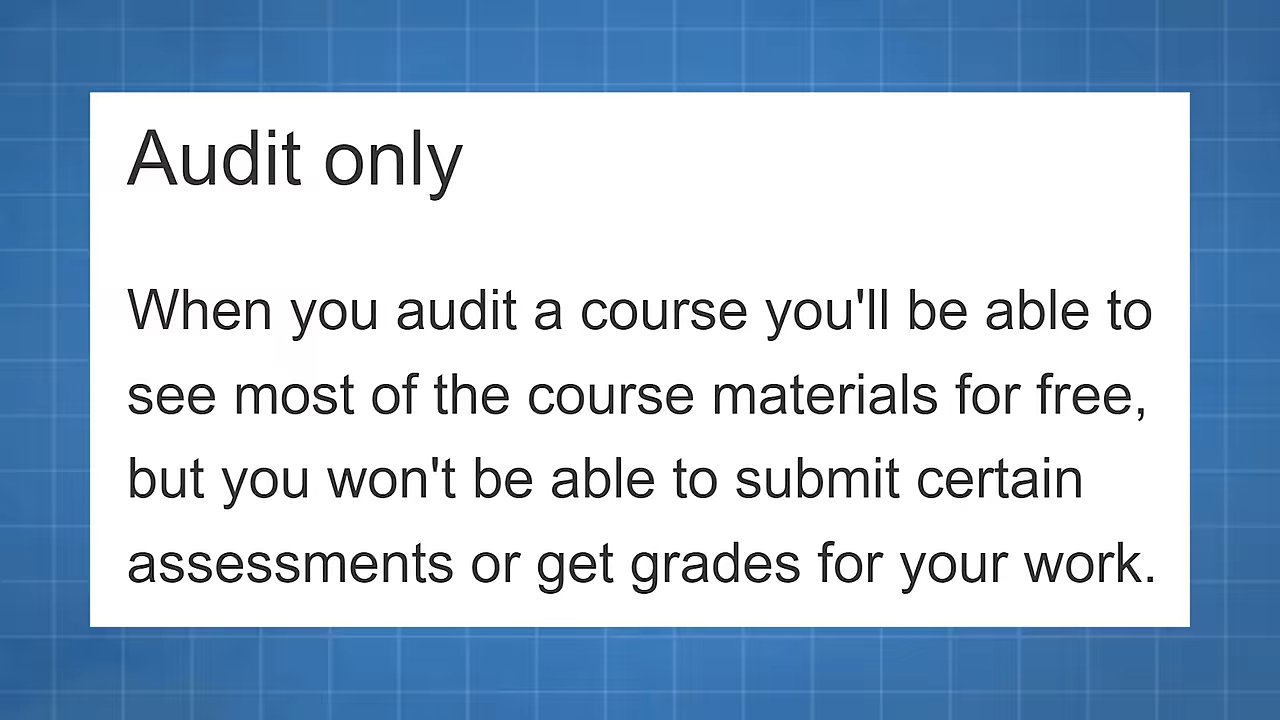 Audit only
When you audit a course you'll be able to
see most of the course materials for free,
but you won't be able to submit certain
assessments or get grades for your work.